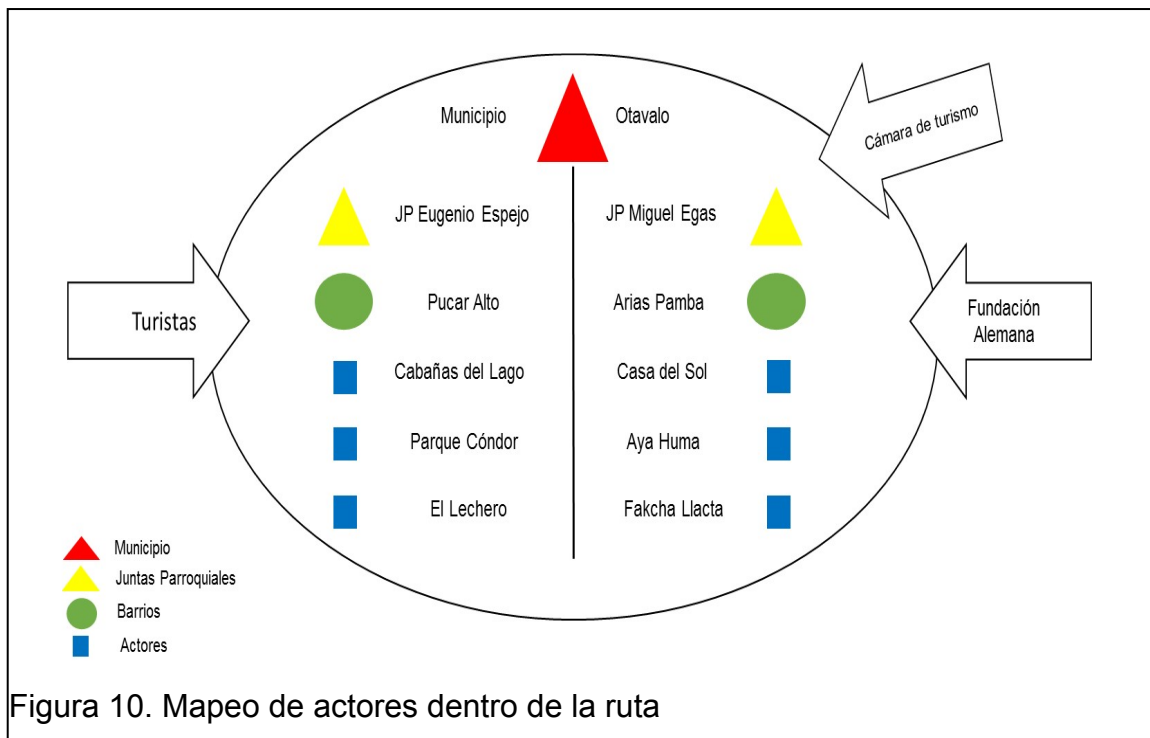 Municipio
Otavalo
Cámara de turismo
JP Eugenio Espejo
JP Miguel Egas
Turistas
Pucar Alto
Arias Pamba
Fundación
Alemana
Cabañas del Lago
Casa del Sol
Parque Cóndor
Aya Huma
El Lechero
Fakcha Llacta
Municipio
Juntas Parroquiales
Barrios
Actores
Figura 10. Mapeo de actores dentro de la ruta